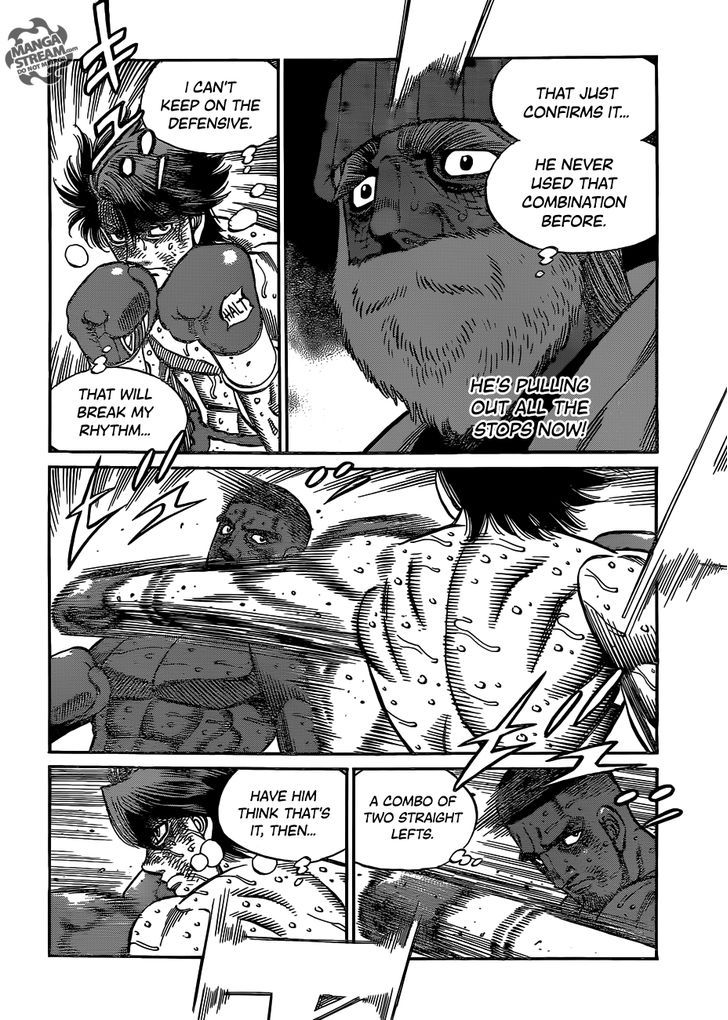 MANGA
STREAM.COM
THAT JUST
CONFIRMS IT...
HE NEVER
USED THAT
COMBINATION
BEFORE.
HE'S PULLING
OUT ALL THE
STOPS NOW!
I CAN'T
KEEP ON THE
DEFENSIVE.
HALT
THAT WILL
BREAK MY
RHYTHM...
A COMBO OF
TWO STRAIGHT
LEFTS.
HAVE HIM
THINK THAT'S
IT, THEN...